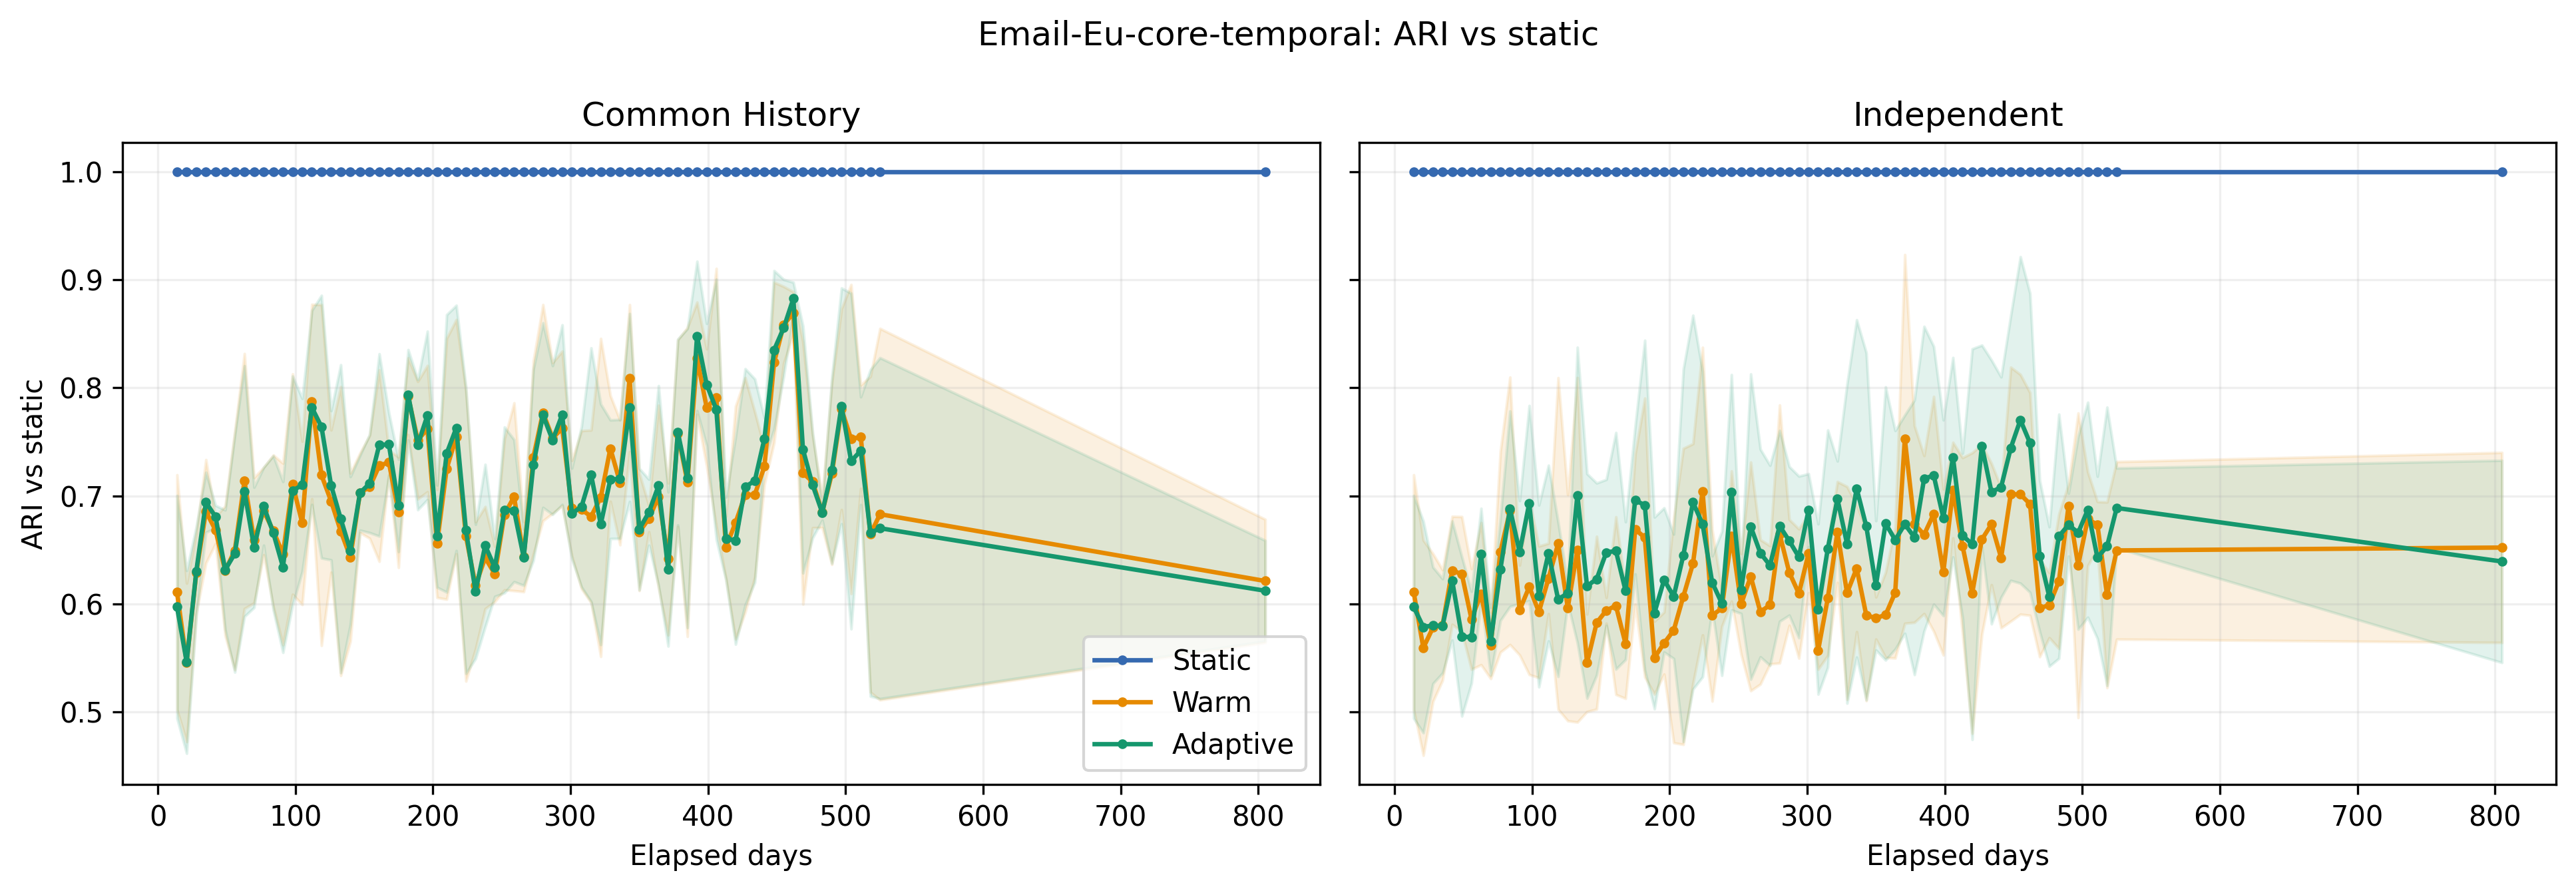 Email-Eu-core-temporal: ARI vs static
Common History
Independent
1.0
0.9
0.8
0.7
0.6
0.5
ARI vs static
Static
Warm
Adaptive
0 100 200 300 400 500 600 700 800
0 100 200 300 400 500 600 700 800
Elapsed days
Elapsed days